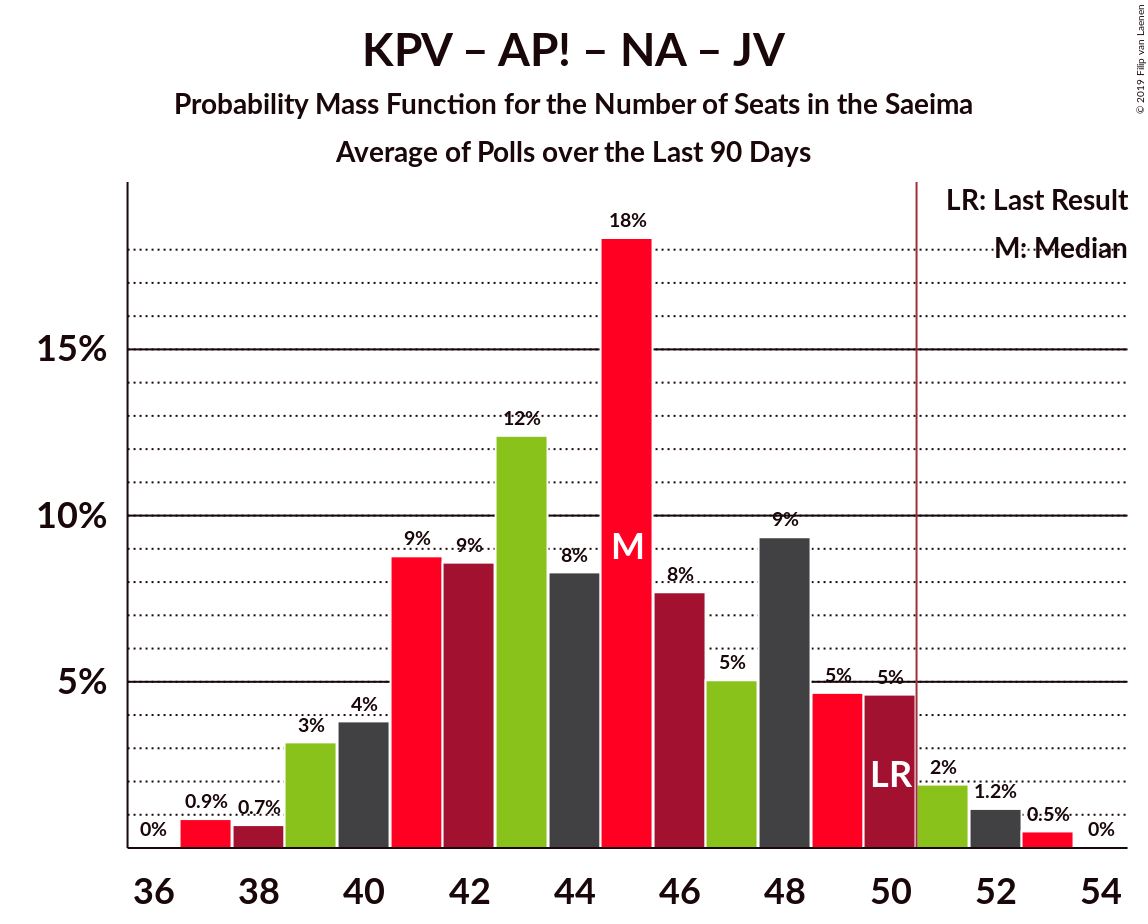 KPV – AP! – NA – JV
Probability Mass Function for the Number of Seats in the Saeima
Average of Polls over the Last 90 Days
© 2019 Filip van Laenen
LR: Last Result
M: Median
15%
10%
5%
0%
0.9%
0.7%
3%
4%
9%
9%
12%
8%
18%
8%
5%
9%
5%
5%
2%
1.2%
0.5%
0%
M
LR
36 38 40 42 44 46 48 50 52 54